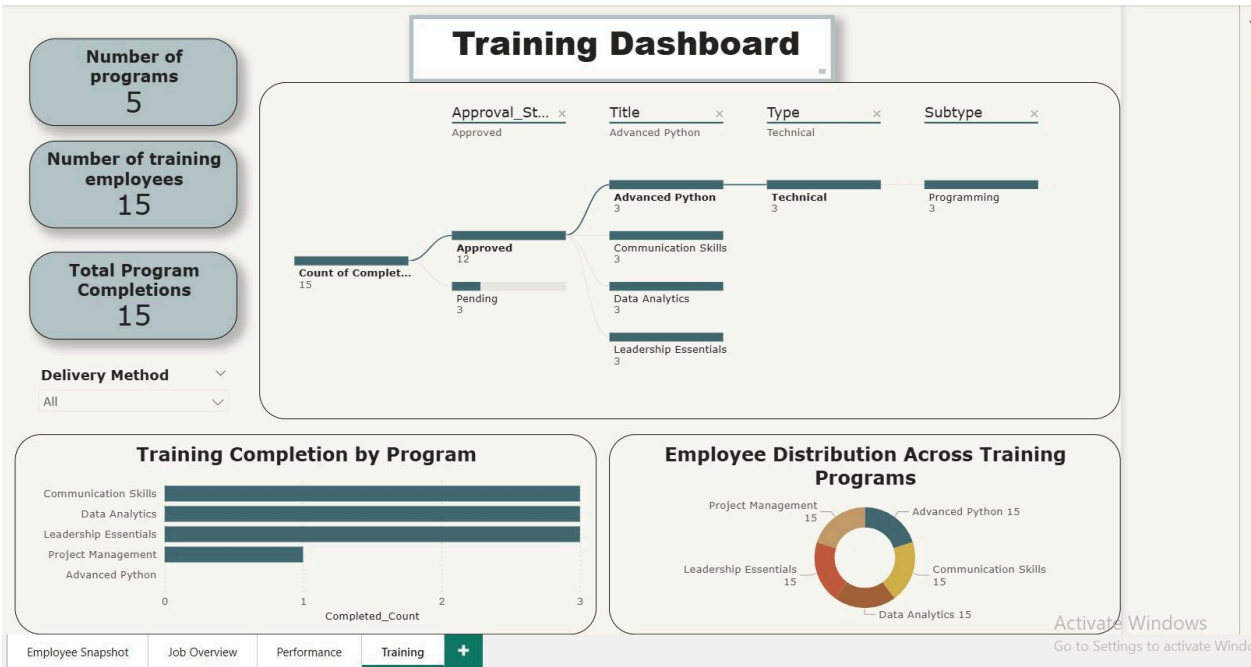 Training Dashboard
Number of
programs
5
Number of training
employees
15
Total Program
Completions
15
Delivery Method
All
Approval_St... ×
Approved
Title ×
Advanced Python
Type ×
Technical
Subtype ×
Count of Complet...
15
Approved
12
Pending
3
Advanced Python
3
Communication Skills
3
Data Analytics
3
Leadership Essentials
3
Technical
3
Programming
3
Training Completion by Program
Communication Skills
Data Analytics
Leadership Essentials
Project Management
Advanced Python
0 1 2 3
Completed_Count
Employee Distribution Across Training
Programs
Project Management
15
Advanced Python 15
Leadership Essentials
15
Communication Skills
15
Data Analytics 15
Activate Windows
Go to Settings to activate Windo
Employee Snapshot Job Overview Performance Training +